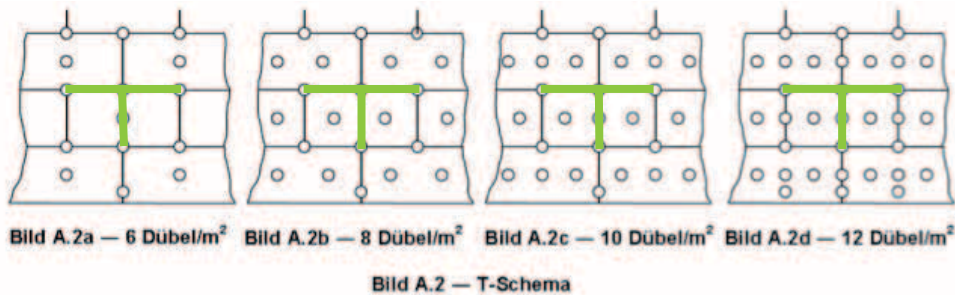 Bild A.2a — 6 Dübel/m² Bild A.2b — 8 Dübel/m² Bild A.2c — 10 Dübel/m² Bild A.2d — 12 Dübel/m²
Bild A.2 — T-Schema